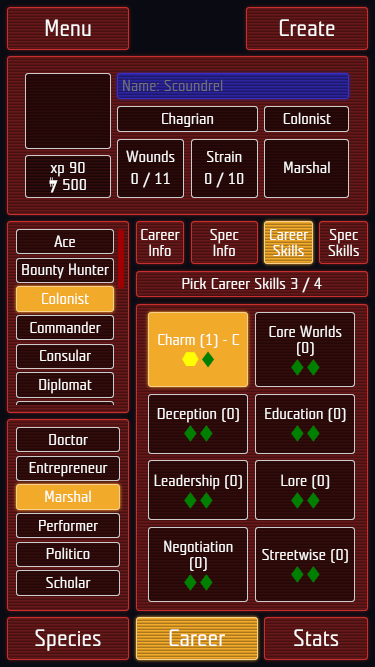 Menu
Create
Name: Scoundrel
Chagrian
Colonist
xp 90
500
Wounds
0 / 11
Strain
0 / 10
Marshal
Ace
Bounty Hunter
Colonist
Commander
Consular
Diplomat
Career
Info
Spec
Info
Career
Skills
Spec
Skills
Pick Career Skills 3 / 4
Charm (1) - C
Core Worlds
(0)
Deception (0)
Education (0)
Leadership (0)
Lore (0)
Negotiation
(0)
Streetwise (0)
Doctor
Entrepreneur
Marshal
Performer
Politico
Scholar
Species
Career
Stats